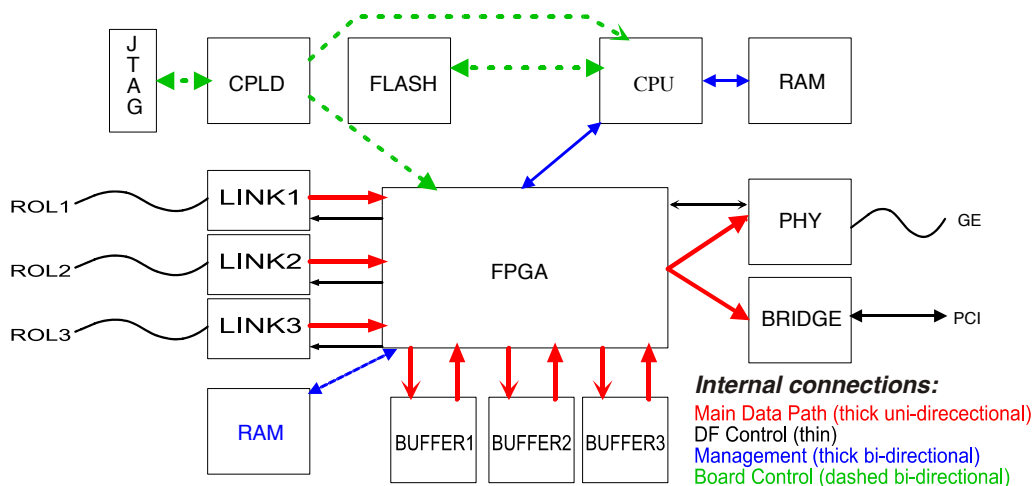 JTAG
CPLD
FLASH
CPU
RAM
ROL1
LINK1
PHY
GE
ROL2
LINK2
FPGA
ROL3
LINK3
BRIDGE
PCI
RAM
BUFFER1
BUFFER2
BUFFER3
Internal connections:
Main Data Path (thick uni-direcectional)
DF Control (thin)
Management (thick bi-directional)
Board Control (dashed bi-directional)